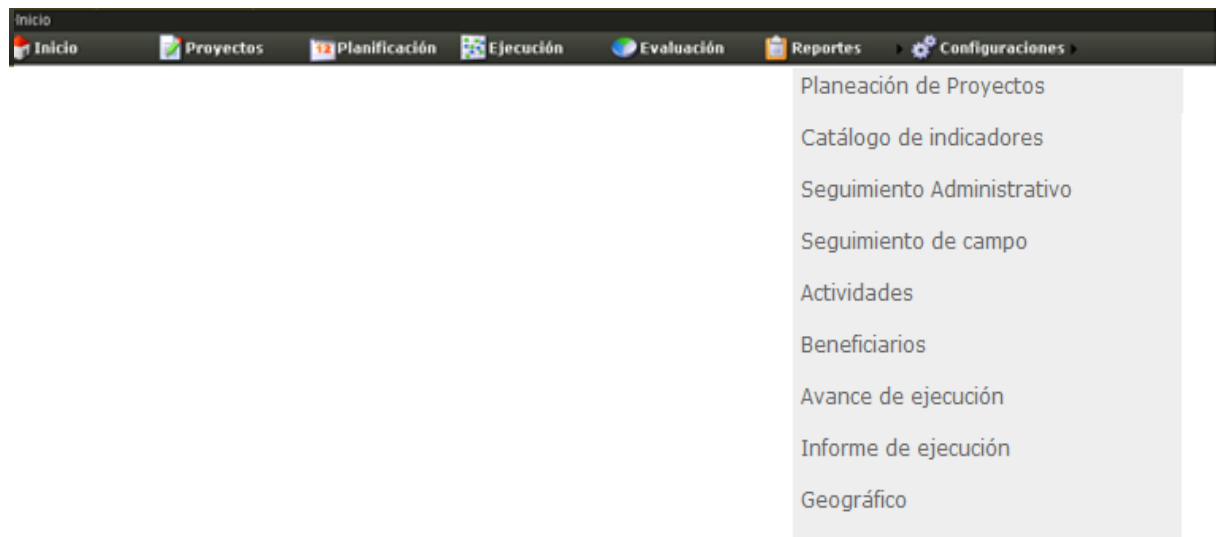 Inicio
Inicio Proyectos 12 Planificación Ejecución Evaluación Reportes Configuraciones
Planeación de Proyectos
Catálogo de indicadores
Seguimiento Administrativo
Seguimiento de campo
Actividades
Beneficiarios
Avance de ejecución
Informe de ejecución
Geográfico